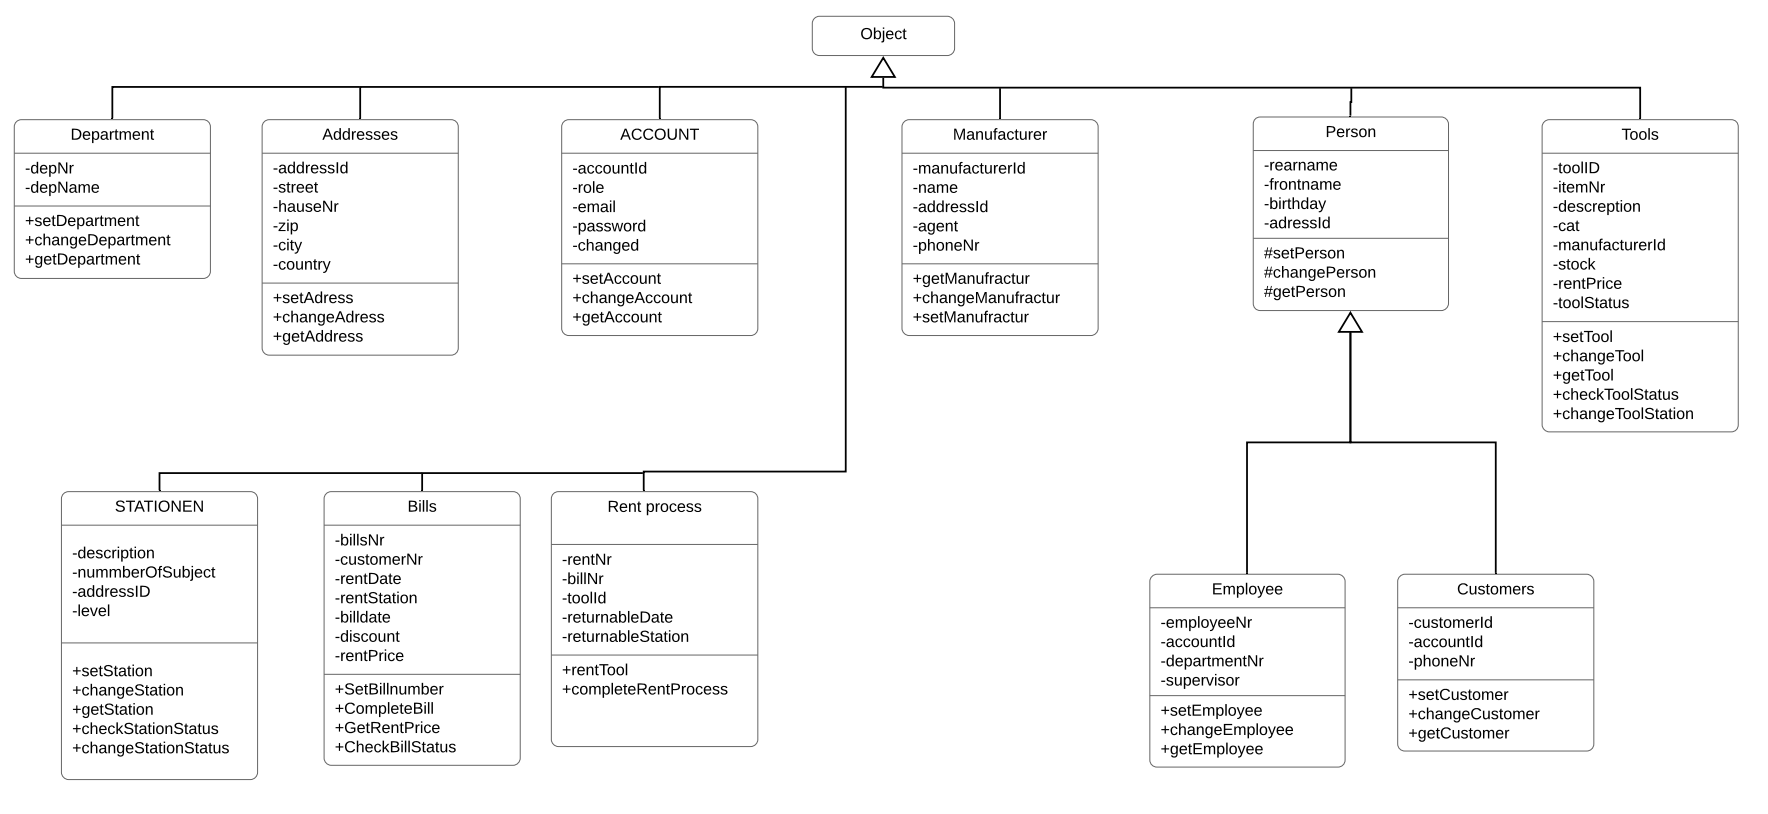 Object
Department
-depNr
-depName
+setDepartment
+changeDepartment
+getDepartment
Addresses
-addressId
-street
-hauseNr
-zip
-city
-country
+setAdress
+changeAdress
+getAddress
ACCOUNT
-accountId
-role
-email
-password
-changed
+setAccount
+changeAccount
+getAccount
Manufacturer
-manufacturerId
-name
-addressId
-agent
-phoneNr
+getManufractur
+changeManufractur
+setManufractur
Person
-rearname
-frontname
-birthday
-adressId
#setPerson
#changePerson
#getPerson
Tools
-toolID
-itemNr
-descreption
-cat
-manufacturerId
-stock
-rentPrice
-toolStatus
+setTool
+changeTool
+getTool
+checkToolStatus
+changeToolStation
STATIONEN
-description
-nummberOfSubject
-addressID
-level
+setStation
+changeStation
+getStation
+checkStationStatus
+changeStationStatus
Bills
-billsNr
-customerNr
-rentDate
-rentStation
-billdate
-discount
-rentPrice
+SetBillnumber
+CompleteBill
+GetRentPrice
+CheckBillStatus
Rent process
-rentNr
-billNr
-toolId
-returnableDate
-returnableStation
+rentTool
+completeRentProcess
Employee
-employeeNr
-accountId
-departmentNr
-supervisor
+setEmployee
+changeEmployee
+getEmployee
Customers
-customerId
-accountId
-phoneNr
+setCustomer
+changeCustomer
+getCustomer